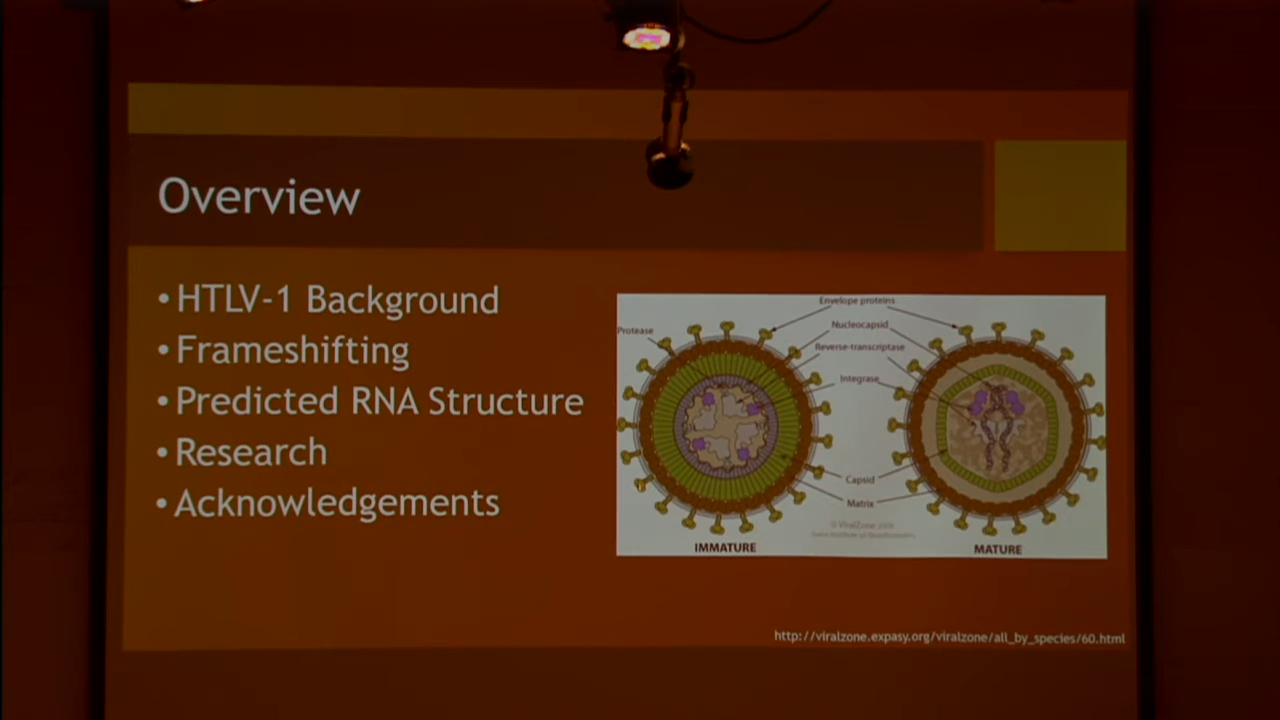 Overview
• HTLV-1 Background
• Frameshifting
• Predicted RNA Structure
• Research
• Acknowledgements
Envelope proteins
Protease
Nucleocapsid
Reverse-transcriptase
Integrase
Capsid
Matrix
© ViralZone
IMMATURE
MATURE
http://viralzone.expasy.org/viralzone/all_by_species/60.html